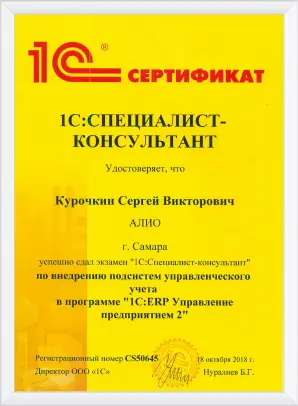 1С® СЕРТИФИКАТ
1С:СПЕЦИАЛИСТ-
КОНСУЛЬТАНТ
Удостоверяет, что
Курочкин Сергей Викторович
АЛИО
г. Самара
успешно сдал экзамен "1С:Специалист-консультант"
по внедрению подсистем управленческого
учета
в программе "1С:ERP Управление
предприятием 2"
Регистрационный номер CS50645 18 октября 2018 г.
Директор ООО «1С» Нуралиев Б.Г.